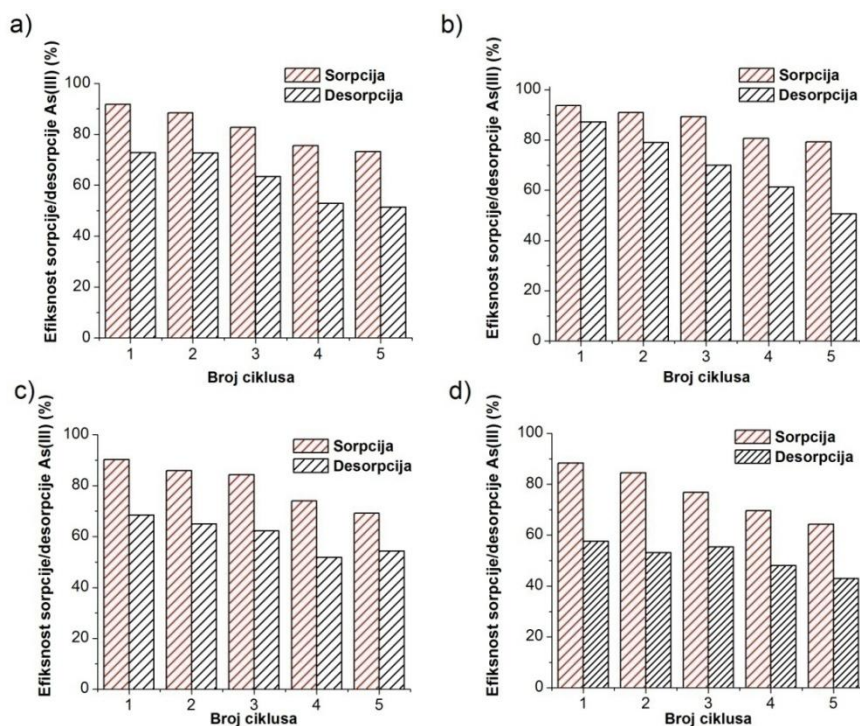 a)
Efiksnost sorpcije/desorpcije As(III) (%)
100
80
60
40
20
0
Sorpcija
Desorpcija
1 2 3 4 5
Broj ciklusa
b)
Efiksnost sorpcije/desorpcije As(III) (%)
100
80
60
40
20
0
Sorpcija
Desorpcija
1 2 3 4 5
Broj ciklusa
c)
Efiksnost sorpcije/desorpcije As(III) (%)
100
80
60
40
20
0
Sorpcija
Desorpcija
1 2 3 4 5
Broj ciklusa
d)
Efiksnost sorpcije/desorpcije As(III) (%)
100
80
60
40
20
0
Sorpcija
Desorpcija
1 2 3 4 5
Broj ciklusa